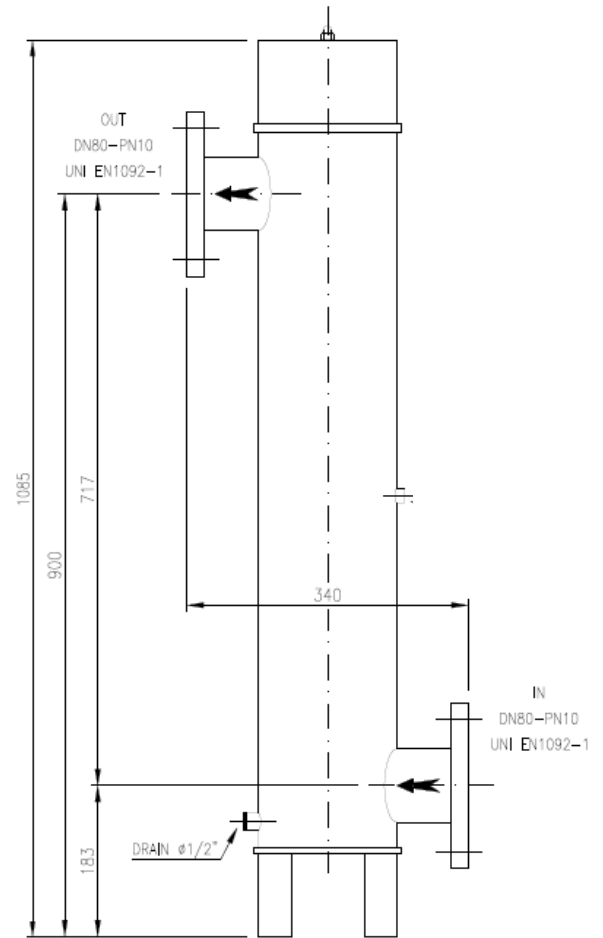 OUT
DN80-PN10
UNI EN1092-1
1085
900
717
340
IN
DN80-PN10
UNI EN1092-1
183
DRAIN ø1/2"